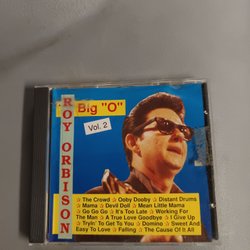 Big "O"
Vol. 2
ROY ORBISON
☆ The Crowd ☆ Ooby Dooby ☆ Distant Drums
☆ Mama ☆ Devil Doll ☆ Mean Little Mama
☆ Go Go Go ☆ It's Too Late ☆ Working For
The Man ☆ A True Love Goodbye ☆ I Give Up
☆ Tryin' To Get To You ☆ Domino ☆ Sweet And
Easy To Love ☆ Falling ☆ The Cause Of It All